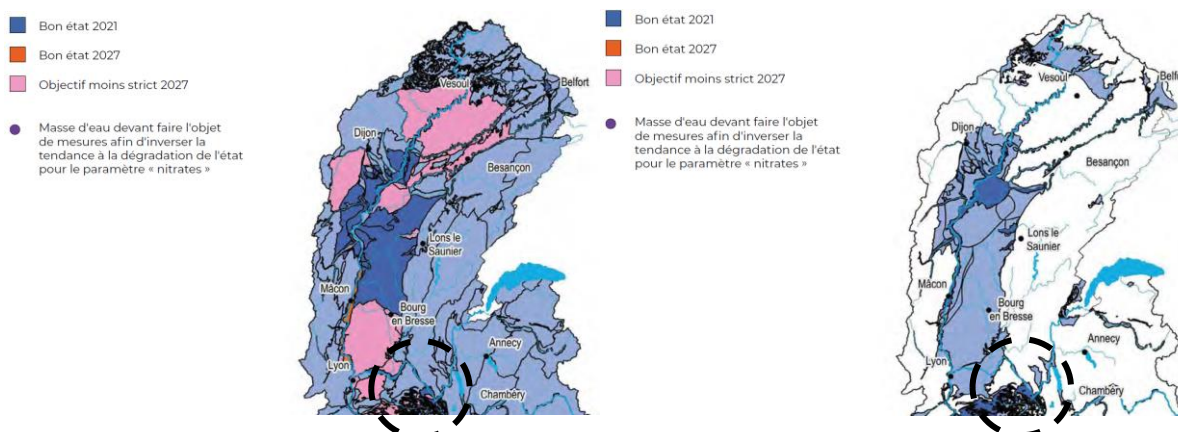 Bon état 2021
Bon état 2027
Objectif moins strict 2027
Masse d'eau devant faire l'objet
de mesures afin d'inverser la
tendance à la dégradation de l'état
pour le paramètre « nitrates »
Vesoul
Belfort
Dijon
Besançon
Lons le
Saunier
Mâcon
Bourg
en Bresse
Annecy
Lyon
Chambéry
Bon état 2021
Bon état 2027
Objectif moins strict 2027
Masse d'eau devant faire l'objet
de mesures afin d'inverser la
tendance à la dégradation de l'état
pour le paramètre « nitrates »
Vesoul
Belfort
Dijon
Besançon
Lons le
Saunier
Mâcon
Bourg
en Bresse
Annecy
Lyon
Chambéry